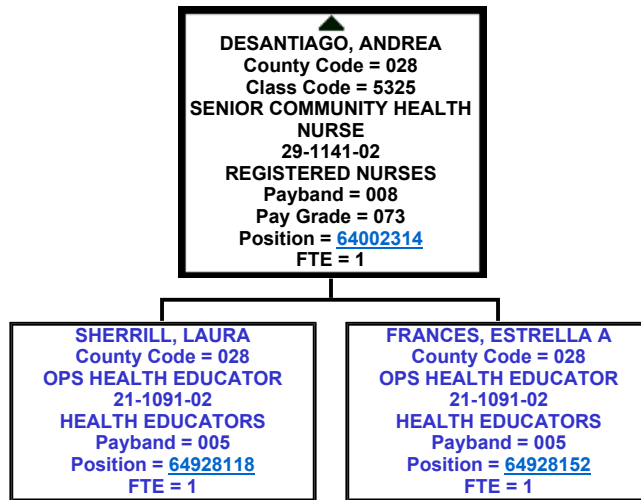 DESANTIAGO, ANDREA
County Code = 028
Class Code = 5325
SENIOR COMMUNITY HEALTH
NURSE
29-1141-02
REGISTERED NURSES
Payband = 008
Pay Grade = 073
Position = 64002314
FTE = 1
SHERRILL, LAURA
County Code = 028
OPS HEALTH EDUCATOR
21-1091-02
HEALTH EDUCATORS
Payband = 005
Position = 64928118
FTE = 1
FRANCES, ESTRELLA A
County Code = 028
OPS HEALTH EDUCATOR
21-1091-02
HEALTH EDUCATORS
Payband = 005
Position = 64928152
FTE = 1